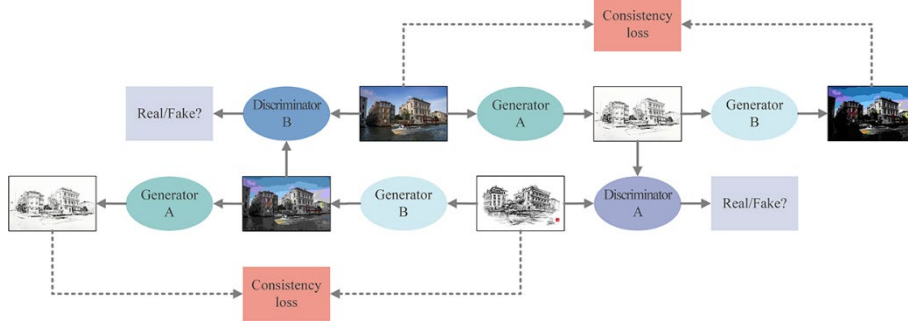 Consistency
loss
Real/Fake?
Discriminator
B
Generator
A
Generator
B
Generator
A
Generator
B
Discriminator
A
Real/Fake?
Consistency
loss